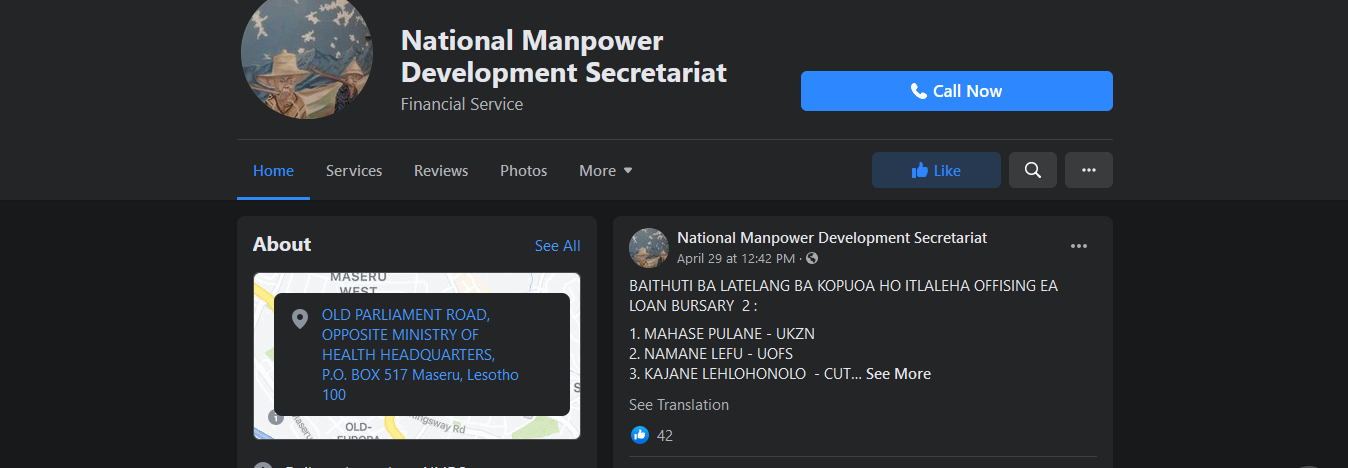 National Manpower
Development Secretariat
Financial Service
Call Now
Home
Services
Reviews
Photos
More
Like
About
See All
MASERU
WEST
OLD PARLIAMENT ROAD,
OPPOSITE MINISTRY OF
HEALTH HEADQUARTERS,
P.O. BOX 517 Maseru, Lesotho
100
1
Maseru
Kingsway Rd
OLD-
EUROPA
National Manpower Development Secretariat
April 29 at 12:42 PM ·
BAITHUTI BA LATELANG BA KOPUOA HO ITLALEHA OFFISING EA
LOAN BURSARY 2 :
1. MAHASE PULANE - UKZN
2. NAMANE LEFU - UOFS
3. KAJANE LEHLOHONOLO - CUT... See More
See Translation
42